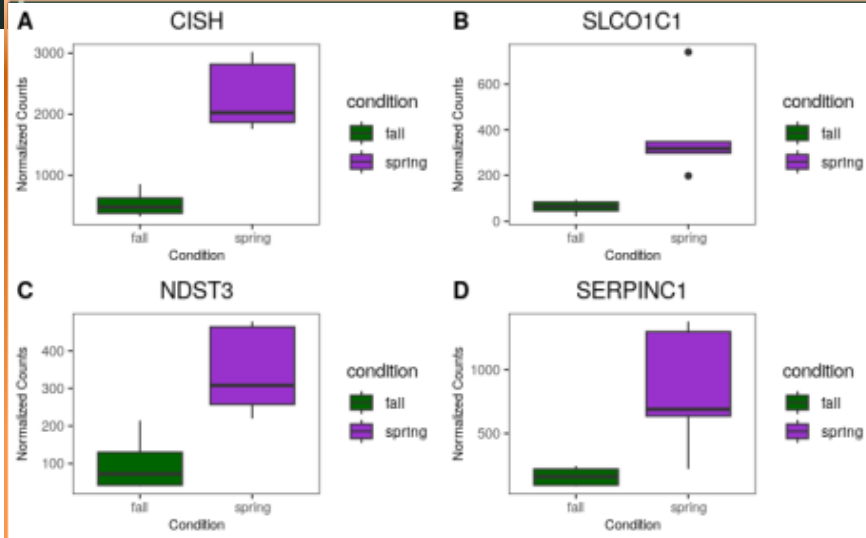 A
CISH
Normalized Counts
3000
2000
1000
fall
spring
Condition
condition
fall
spring
B
SLCO1C1
Normalized Counts
600
400
200
0
fall
spring
Condition
condition
fall
spring
C
NDST3
Normalized Counts
400
300
200
100
fall
spring
Condition
condition
fall
spring
D
SERPINC1
Normalized Counts
1000
500
fall
spring
Condition
condition
fall
spring